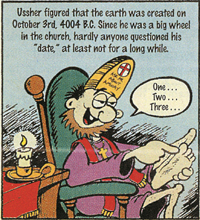 Ussher figured that the earth was created on
October 3rd, 4004 B.C. Since he was a big wheel
in the church, hardly anyone questioned his
"date," at least not for a long while.
One...
Two...
Three...